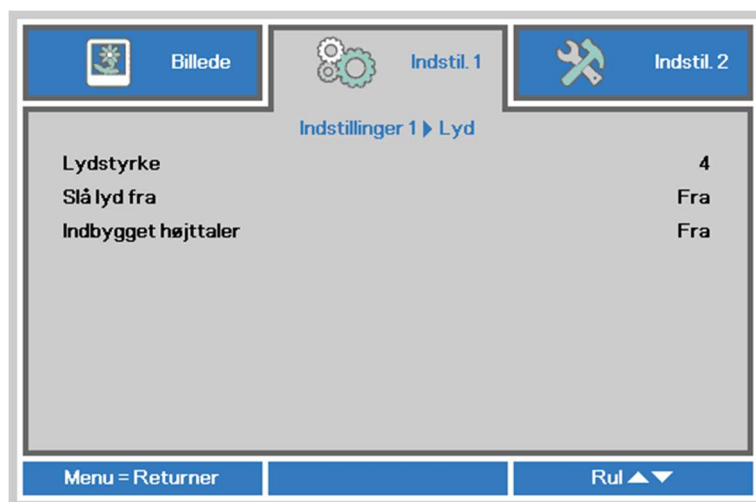 Billede Indstil. 1 Indstil. 2
Indstillinger 1 Lyd
Lydstyrke 4
Slå lyd fra Fra
Indbygget højttaler Fra
Menu = Returner Rul